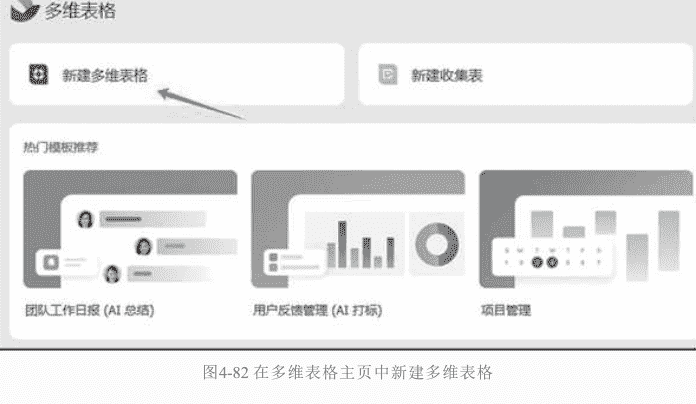 多维表格
新建多维表格
新建收集表
热门模板推荐
团队工作日报 (AI 总结)
用户反馈管理 (AI 打标)
项目管理
图4-82 在多维表格主页中新建多维表格